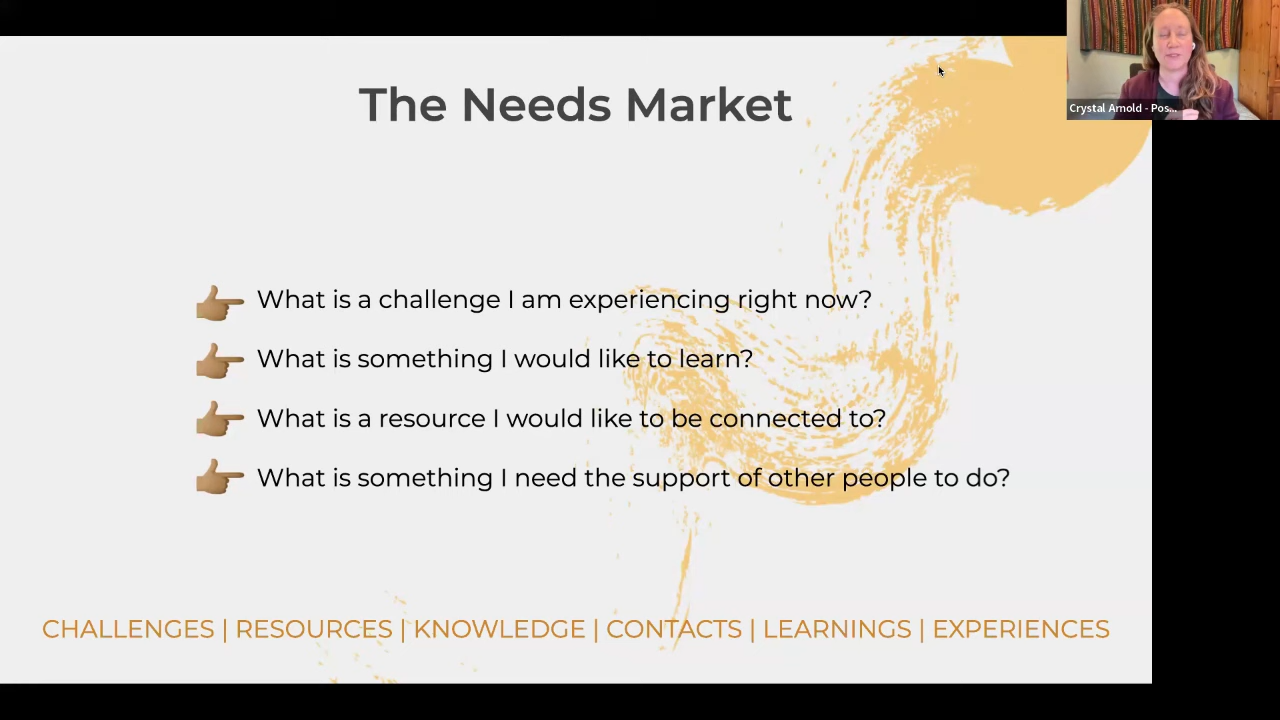 The Needs Market
What is a challenge I am experiencing right now?
What is something I would like to learn?
What is a resource I would like to be connected to?
What is something I need the support of other people to do?
CHALLENGES | RESOURCES | KNOWLEDGE | CONTACTS | LEARNINGS | EXPERIENCES
Crystal Arnold - Pos...